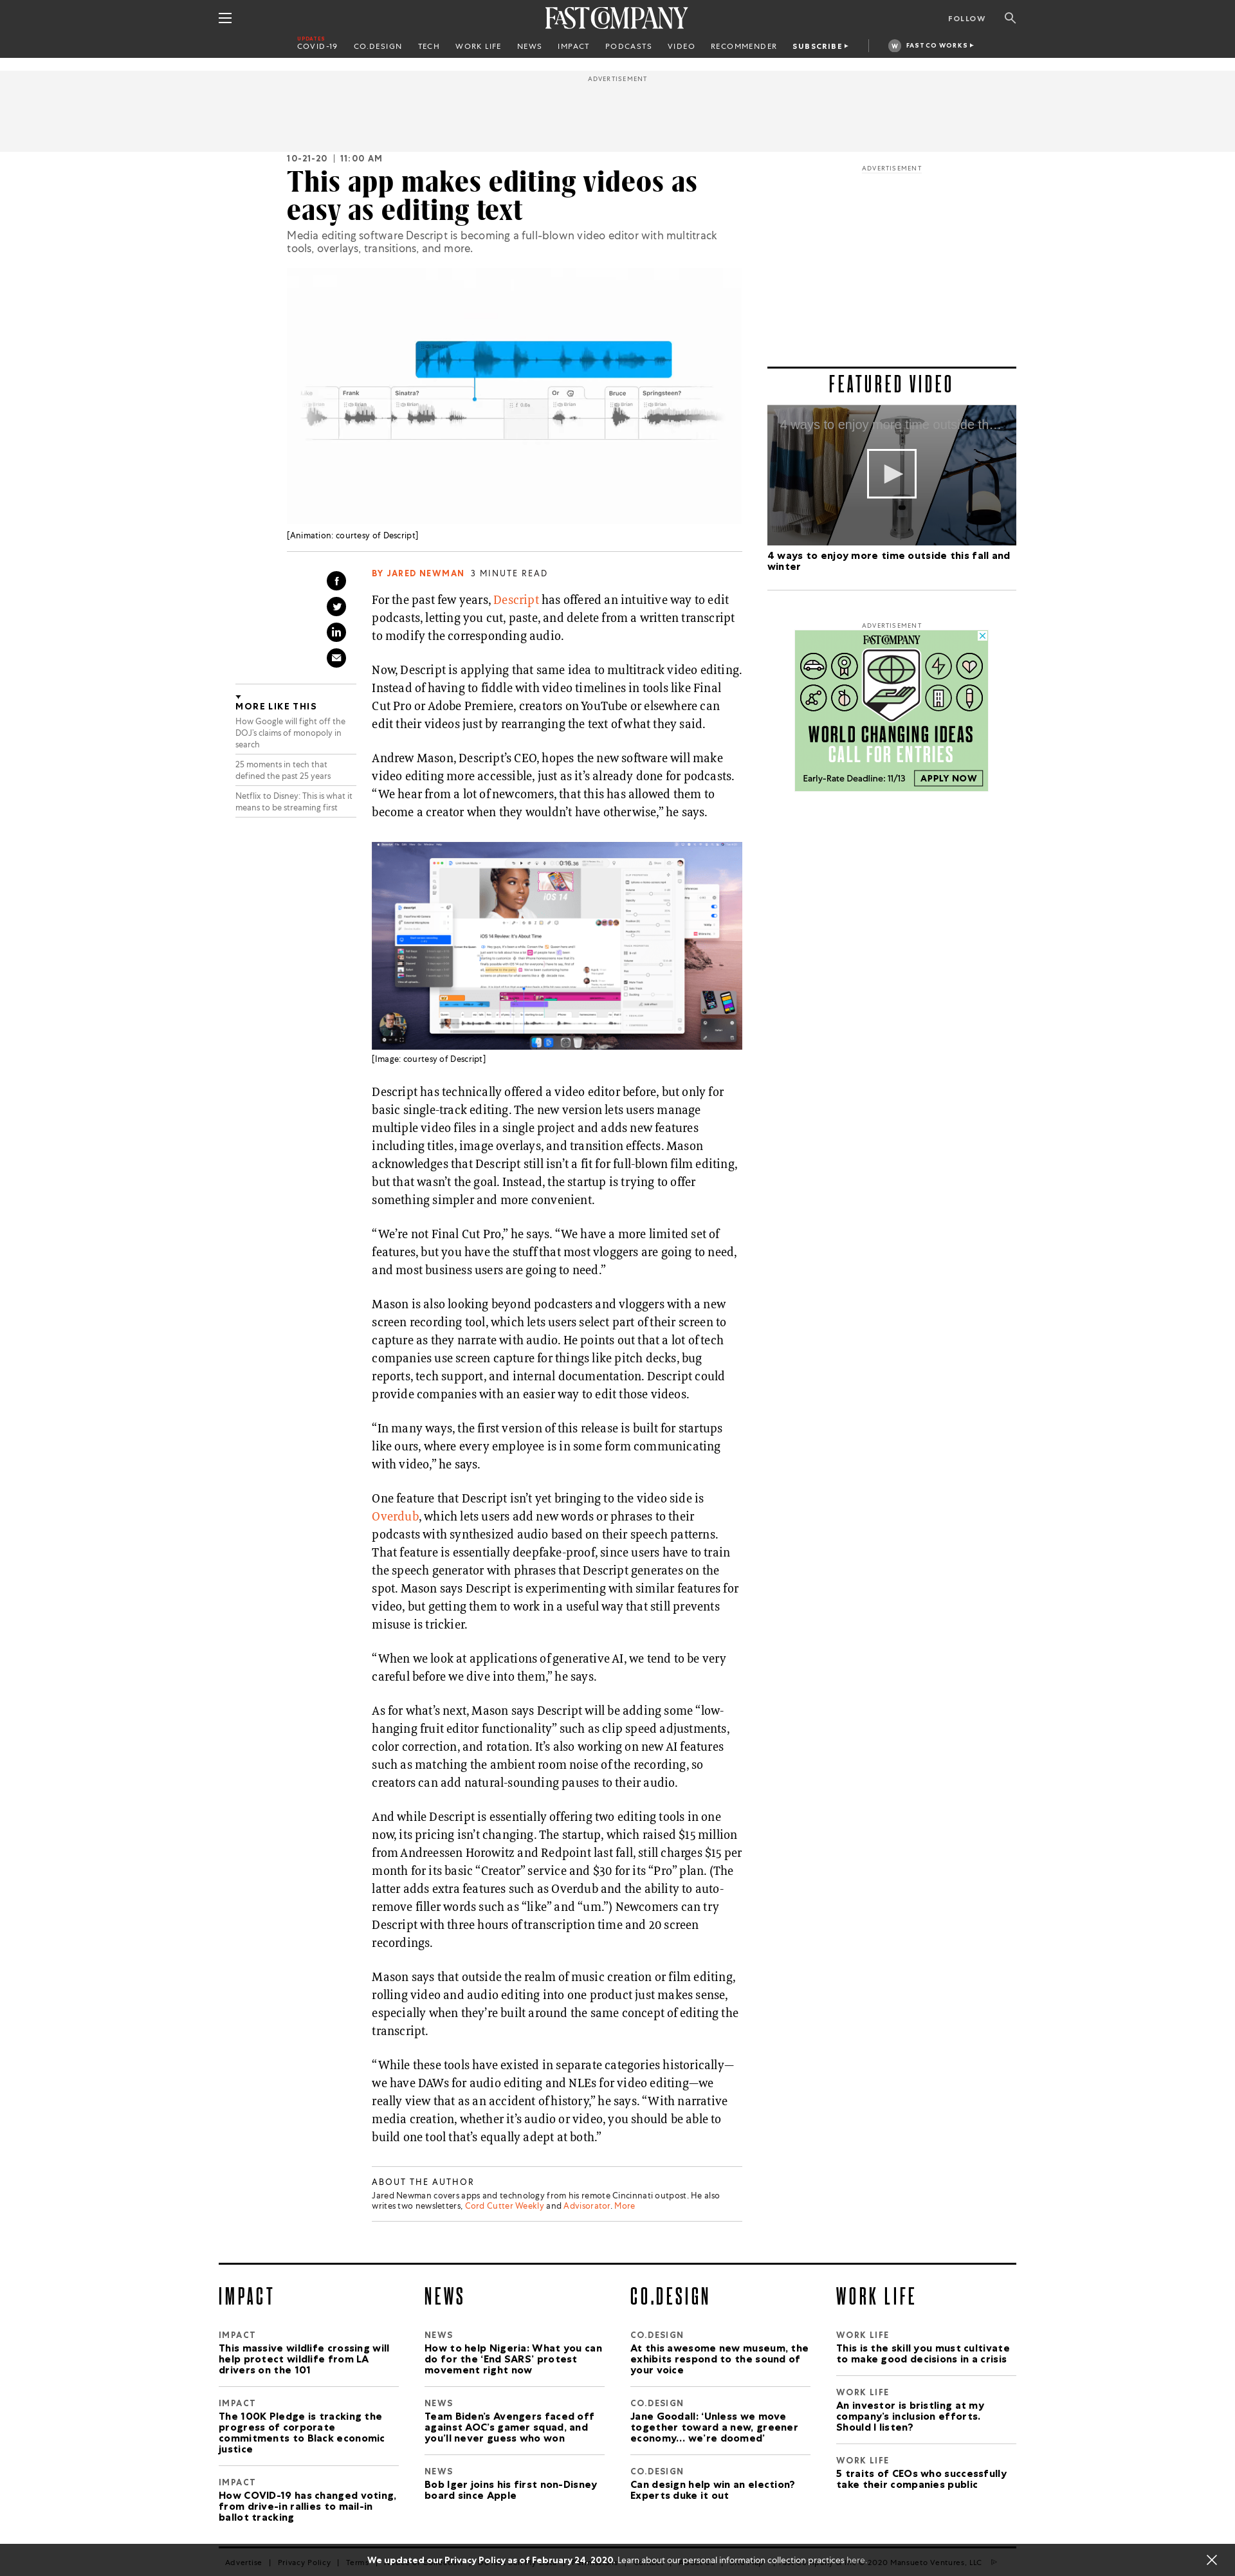 FAST COMPANY
FOLLOW
UPDATES
COVID-19
CO.DESIGN
TECH
WORK LIFE
NEWS
IMPACT
PODCASTS
VIDEO
RECOMMENDER
SUBSCRIBE
W
FASTCO WORKS
ADVERTISEMENT
10-21-20 | 11:00 AM
This app makes editing videos as
easy as editing text
Media editing software Descript is becoming a full-blown video editor with multitrack
tools, overlays, transitions, and more.
Like
Frank
Sinatra?
Or
Bruce
Springsteen?
Brian
Brian
0.8s
Brian
Brian
Brian
[Animation: courtesy of Descript]
BY JARED NEWMAN 3 MINUTE READ
For the past few years, Descript has offered an intuitive way to edit
podcasts, letting you cut, paste, and delete from a written transcript
to modify the corresponding audio.
Now, Descript is applying that same idea to multitrack video editing.
Instead of having to fiddle with video timelines in tools like Final
Cut Pro or Adobe Premiere, creators on YouTube or elsewhere can
edit their videos just by rearranging the text of what they said.
Andrew Mason, Descript’s CEO, hopes the new software will make
video editing more accessible, just as it’s already done for podcasts.
“We hear from a lot of newcomers, that this has allowed them to
become a creator when they wouldn’t have otherwise,” he says.
0:16
iOS 14
iOS 14 Review: It's About Time
[Image: courtesy of Descript]
Descript has technically offered a video editor before, but only for
basic single-track editing. The new version lets users manage
multiple video files in a single project and adds new features
including titles, image overlays, and transition effects. Mason
acknowledges that Descript still isn’t a fit for full-blown film editing,
but that wasn’t the goal. Instead, the startup is trying to offer
something simpler and more convenient.
“We’re not Final Cut Pro,” he says. “We have a more limited set of
features, but you have the stuff that most vloggers are going to need,
and most business users are going to need.”
Mason is also looking beyond podcasters and vloggers with a new
screen recording tool, which lets users select part of their screen to
capture as they narrate with audio. He points out that a lot of tech
companies use screen capture for things like pitch decks, bug
reports, tech support, and internal documentation. Descript could
provide companies with an easier way to edit those videos.
“In many ways, the first version of this release is built for startups
like ours, where every employee is in some form communicating
with video,” he says.
One feature that Descript isn’t yet bringing to the video side is
Overdub, which lets users add new words or phrases to their
podcasts with synthesized audio based on their speech patterns.
That feature is essentially deepfake-proof, since users have to train
the speech generator with phrases that Descript generates on the
spot. Mason says Descript is experimenting with similar features for
video, but getting them to work in a useful way that still prevents
misuse is trickier.
“When we look at applications of generative AI, we tend to be very
careful before we dive into them,” he says.
As for what’s next, Mason says Descript will be adding some “low-
hanging fruit editor functionality” such as clip speed adjustments,
color correction, and rotation. It’s also working on new AI features
such as matching the ambient room noise of the recording, so
creators can add natural-sounding pauses to their audio.
And while Descript is essentially offering two editing tools in one
now, its pricing isn’t changing. The startup, which raised $15 million
from Andreessen Horowitz and Redpoint last fall, still charges $15 per
month for its basic “Creator” service and $30 for its “Pro” plan. (The
latter adds extra features such as Overdub and the ability to auto-
remove filler words such as “like” and “um.”) Newcomers can try
Descript with three hours of transcription time and 20 screen
recordings.
Mason says that outside the realm of music creation or film editing,
rolling video and audio editing into one product just makes sense,
especially when they’re built around the same concept of editing the
transcript.
“While these tools have existed in separate categories historically—
we have DAWs for audio editing and NLEs for video editing—we
really view that as an accident of history,” he says. “With narrative
media creation, whether it’s audio or video, you should be able to
build one tool that’s equally adept at both.”
ABOUT THE AUTHOR
Jared Newman covers apps and technology from his remote Cincinnati outpost. He also
writes two newsletters, Cord Cutter Weekly and Advisorator. More
MORE LIKE THIS
How Google will fight off the
DOJ’s claims of monopoly in
search
25 moments in tech that
defined the past 25 years
Netflix to Disney: This is what it
means to be streaming first
ADVERTISEMENT
FEATURED VIDEO
4 ways to enjoy more time outside th...
4 ways to enjoy more time outside this fall and
winter
ADVERTISEMENT
FAST COMPANY
WORLD CHANGING IDEAS
CALL FOR ENTRIES
Early-Rate Deadline: 11/13
APPLY NOW
IMPACT
IMPACT
This massive wildlife crossing will
help protect wildlife from LA
drivers on the 101
IMPACT
The 100K Pledge is tracking the
progress of corporate
commitments to Black economic
justice
IMPACT
How COVID-19 has changed voting,
from drive-in rallies to mail-in
ballot tracking
NEWS
NEWS
How to help Nigeria: What you can
do for the ‘End SARS’ protest
movement right now
NEWS
Team Biden’s Avengers faced off
against AOC’s gamer squad, and
you’ll never guess who won
NEWS
Bob Iger joins his first non-Disney
board since Apple
CO.DESIGN
CO.DESIGN
At this awesome new museum, the
exhibits respond to the sound of
your voice
CO.DESIGN
Jane Goodall: ‘Unless we move
together toward a new, greener
economy… we’re doomed’
CO.DESIGN
Can design help win an election?
Experts duke it out
WORK LIFE
WORK LIFE
This is the skill you must cultivate
to make good decisions in a crisis
WORK LIFE
An investor is bristling at my
company’s inclusion efforts.
Should I listen?
WORK LIFE
5 traits of CEOs who successfully
take their companies public
We updated our Privacy Policy as of February 24, 2020. Learn about our personal information collection practices here.
Advertise | Privacy Policy | Terms
2020 Mansueto Ventures, LLC